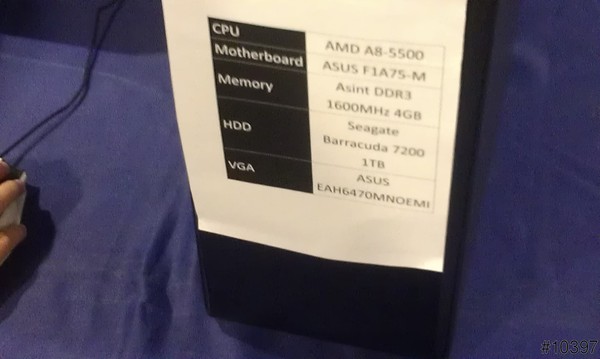 CPU AMD A8-5500
Motherboard ASUS F1A75-M
Memory Asint DDR3
1600MHz 4GB
HDD Seagate
Barracuda 7200
1TB
VGA ASUS
EAH6470MNOEMI
#10397